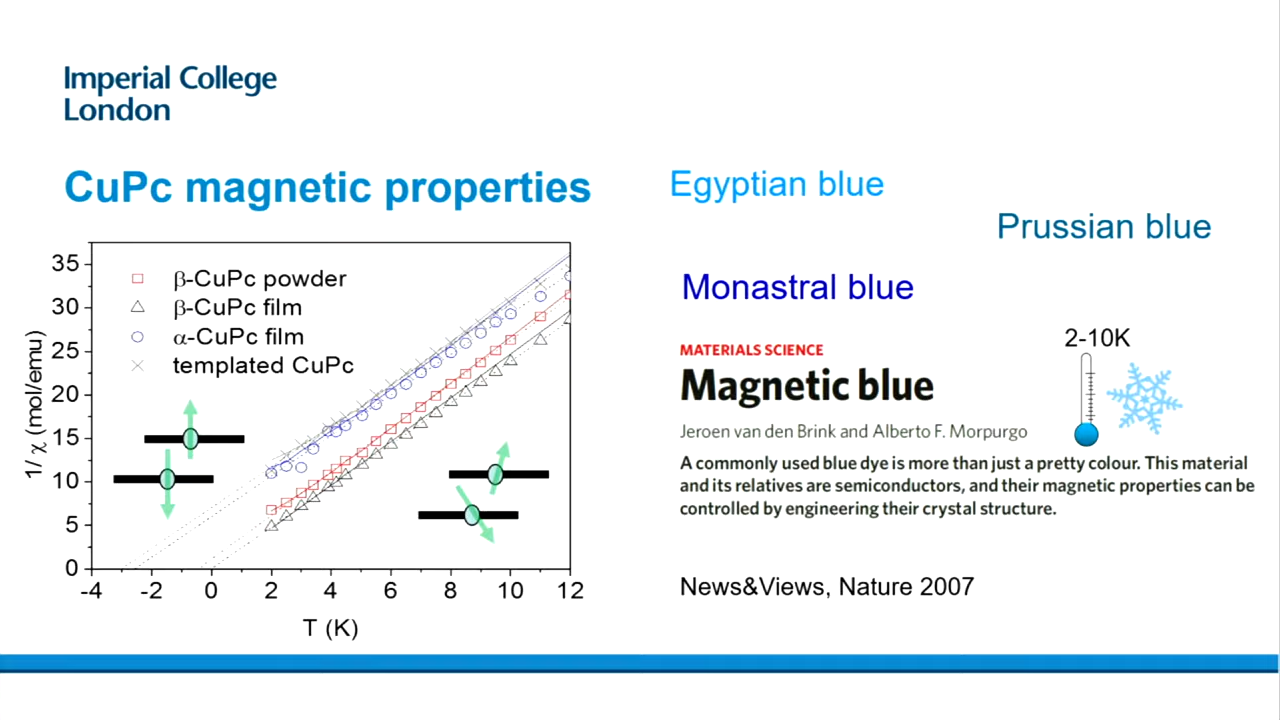 Imperial College
London
CuPc magnetic properties
Egyptian blue
Prussian blue
Monastral blue
35
30
25
20
15
10
5
0
1/ χ (mol/emu)
β-CuPc powder
β-CuPc film
α-CuPc film
templated CuPc
-4 -2 0 2 4 6 8 10 12
T (K)
2-10K
MATERIALS SCIENCE
Magnetic blue
Jeroen van den Brink and Alberto F. Morpurgo
A commonly used blue dye is more than just a pretty colour. This material
and its relatives are semiconductors, and their magnetic properties can be
controlled by engineering their crystal structure.
News&Views, Nature 2007